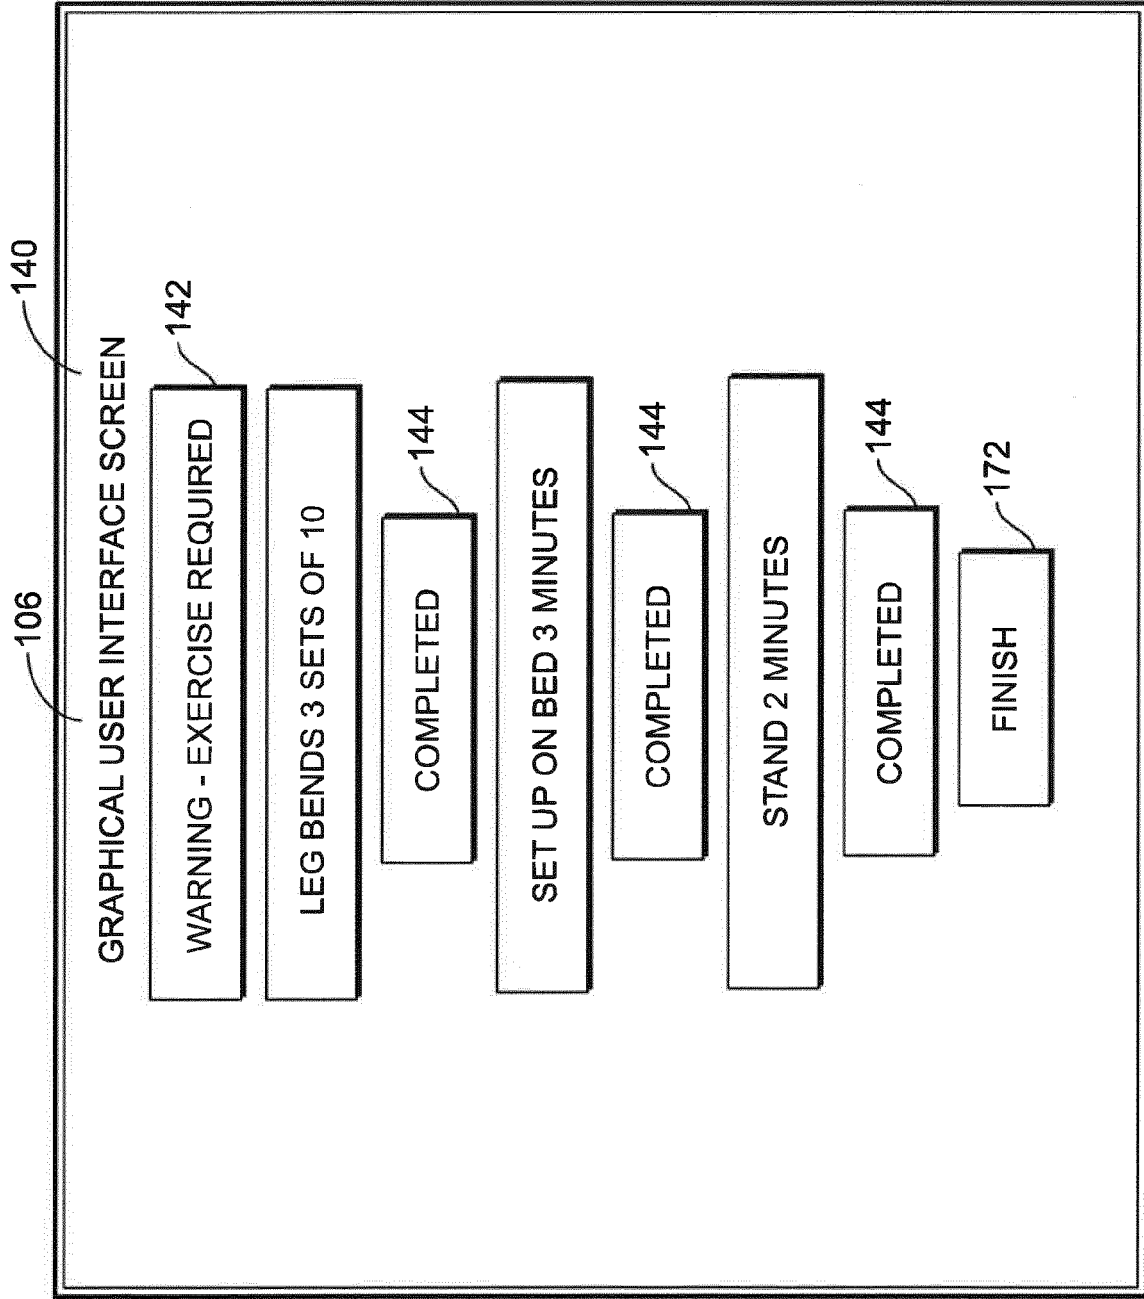 106
140
GRAPHICAL USER INTERFACE SCREEN
WARNING - EXERCISE REQUIRED
142
LEG BENDS 3 SETS OF 10
COMPLETED
144
SET UP ON BED 3 MINUTES
COMPLETED
144
STAND 2 MINUTES
COMPLETED
144
FINISH
172